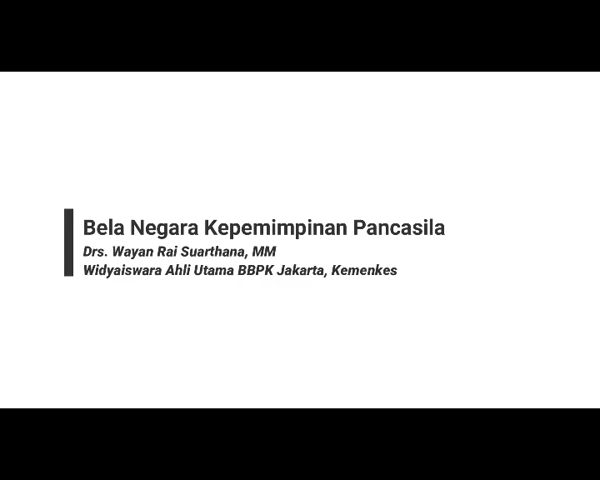 Bela Negara Kepemimpinan Pancasila
Drs. Wayan Rai Suarthana, MM
Widyaiswara Ahli Utama BBPK Jakarta, Kemenkes